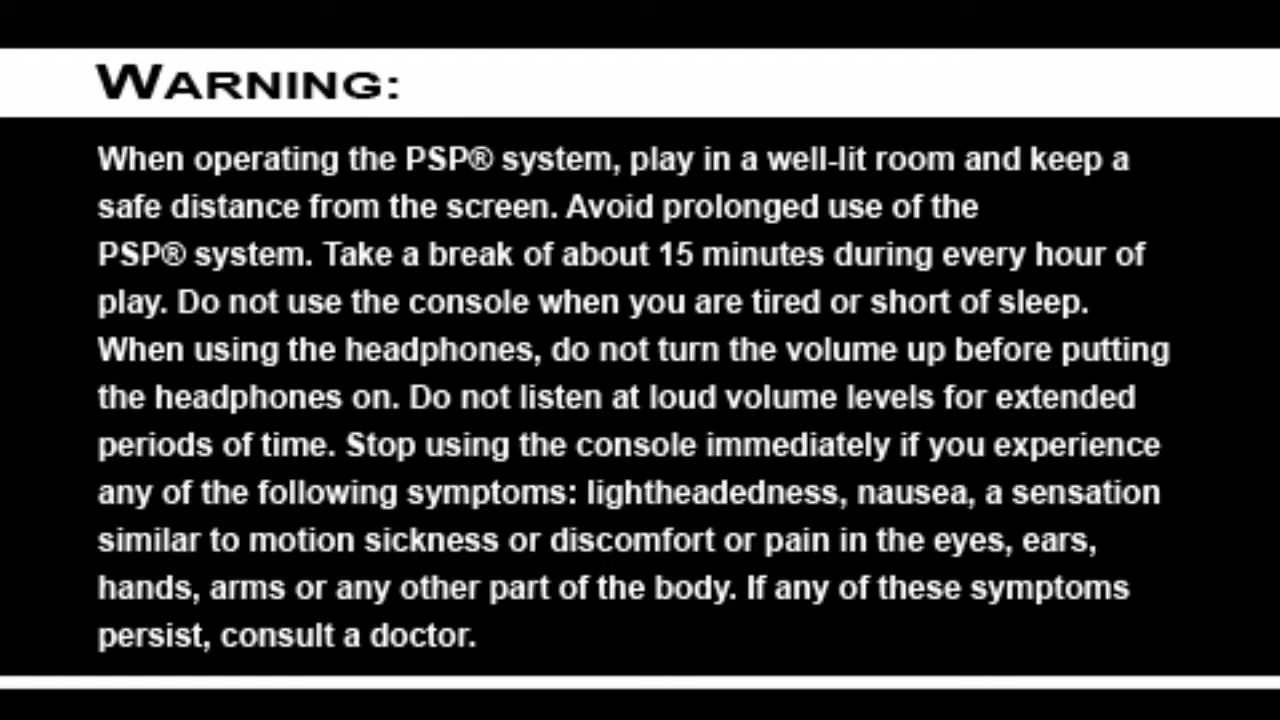 WARNING:
When operating the PSP® system, play in a well-lit room and keep a
safe distance from the screen. Avoid prolonged use of the
PSP® system. Take a break of about 15 minutes during every hour of
play. Do not use the console when you are tired or short of sleep.
When using the headphones, do not turn the volume up before putting
the headphones on. Do not listen at loud volume levels for extended
periods of time. Stop using the console immediately if you experience
any of the following symptoms: lightheadedness, nausea, a sensation
similar to motion sickness or discomfort or pain in the eyes, ears,
hands, arms or any other part of the body. If any of these symptoms
persist, consult a doctor.